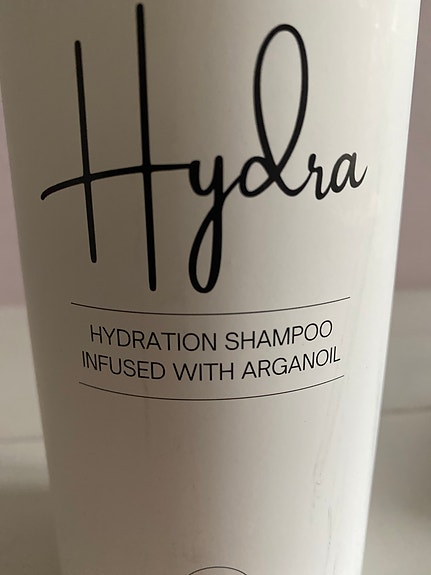 Hydra
HYDRATION SHAMPOO
INFUSED WITH ARGANOIL